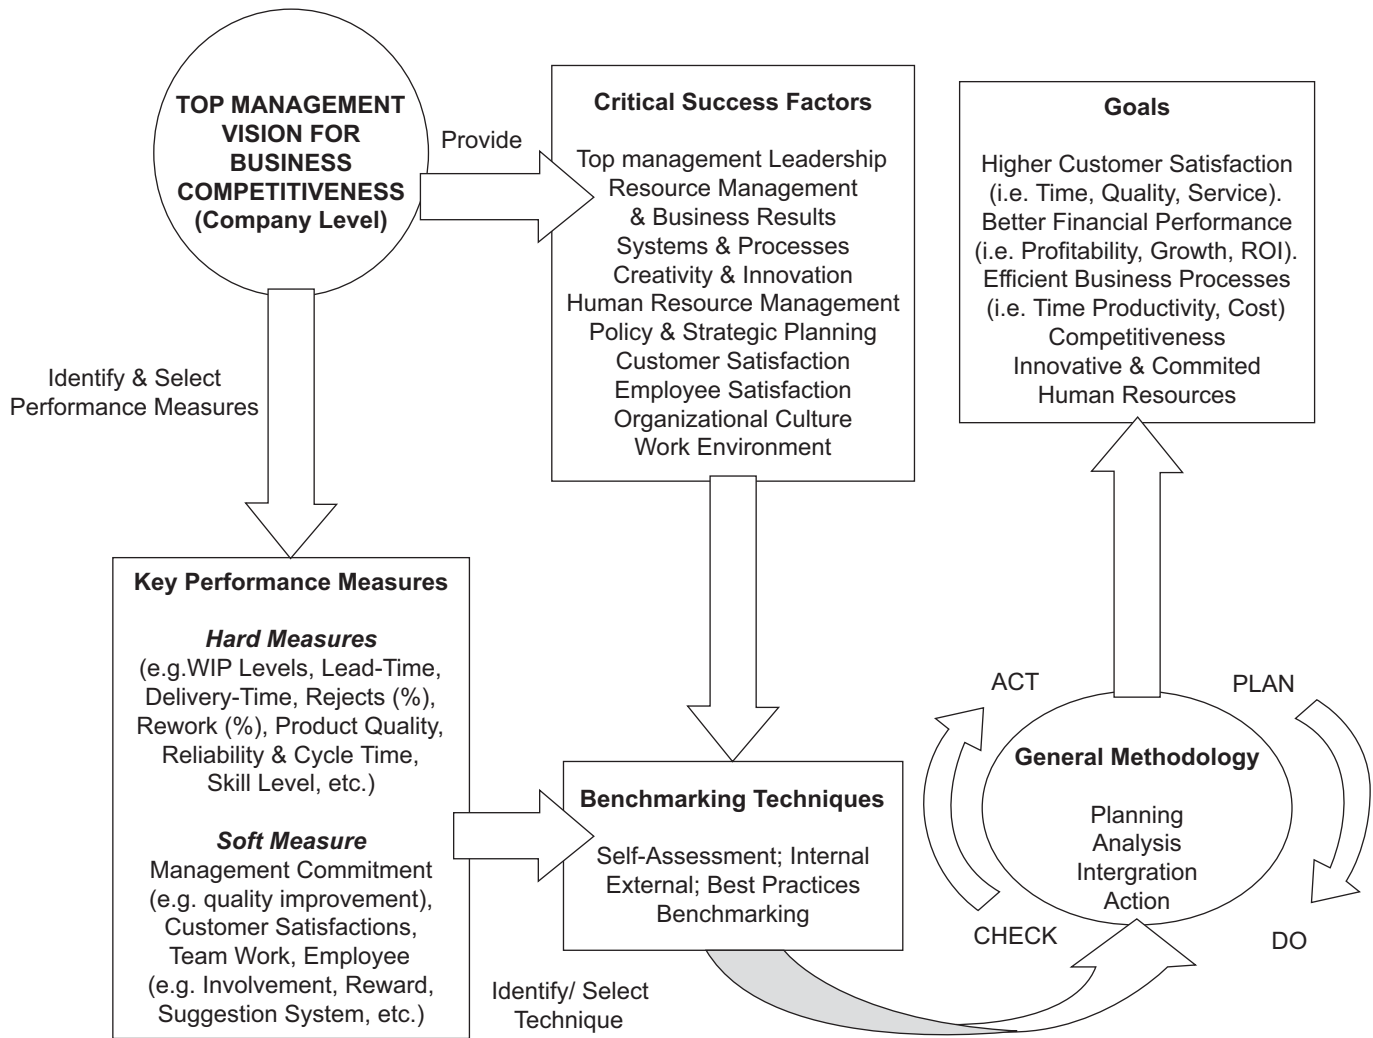 TOP MANAGEMENT
VISION FOR
BUSINESS
COMPETITIVENESS
(Company Level)
Provide
Critical Success Factors
Top management Leadership
Resource Management
& Business Results
Systems & Processes
Creativity & Innovation
Human Resource Management
Policy & Strategic Planning
Customer Satisfaction
Employee Satisfaction
Organizational Culture
Work Environment
Goals
Higher Customer Satisfaction
(i.e. Time, Quality, Service).
Better Financial Performance
(i.e. Profitability, Growth, ROI).
Efficient Business Processes
(i.e. Time Productivity, Cost)
Competitiveness
Innovative & Commited
Human Resources
Identify & Select
Performance Measures
Key Performance Measures
Hard Measures
(e.g.WIP Levels, Lead-Time,
Delivery-Time, Rejects (%),
Rework (%), Product Quality,
Reliability & Cycle Time,
Skill Level, etc.)
Soft Measure
Management Commitment
(e.g. quality improvement),
Customer Satisfactions,
Team Work, Employee
(e.g. Involvement, Reward,
Suggestion System, etc.)
Benchmarking Techniques
Self-Assessment; Internal
External; Best Practices
Benchmarking
Identify/ Select
Technique
ACT
PLAN
General Methodology
Planning
Analysis
Intergration
Action
CHECK
DO